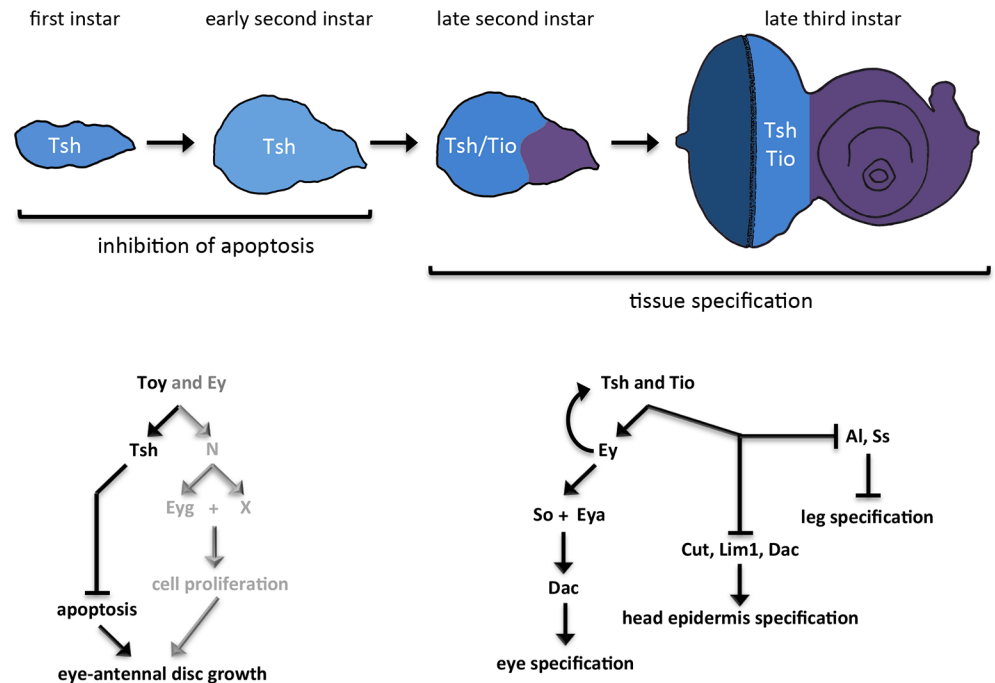 first instar
early second instar
late second instar
late third instar
Tsh
Tsh
Tsh/Tio
Tsh
Tio
inhibition of apoptosis
tissue specification
Toy and Ey
Tsh
N
Eyg + X
cell proliferation
apoptosis
eye-antennal disc growth
Tsh and Tio
Ey
Al, Ss
So + Eya
leg specification
Cut, Lim1, Dac
Dac
head epidermis specification
eye specification